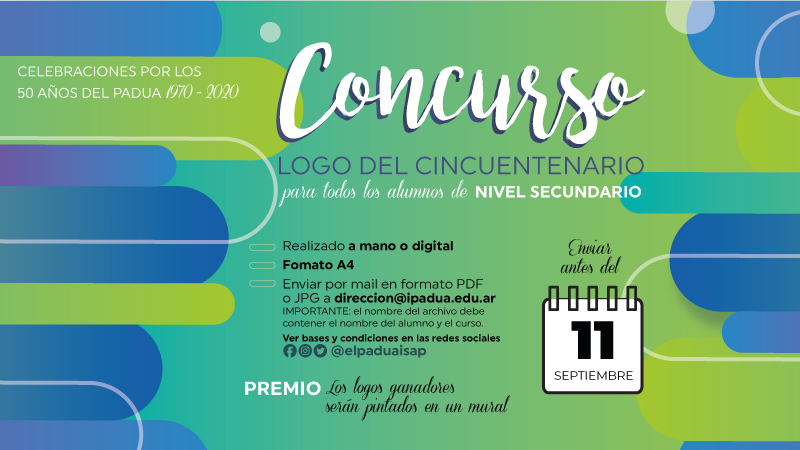 CELEBRACIONES POR LOS
50 AÑOS DEL PADUA 1970 - 2020
Concurso
LOGO DEL CINCUENTENARIO
para todos los alumnos de NIVEL SECUNDARIO
Realizado a mano o digital
Fomato A4
Enviar por mail en formato PDF
o JPG a direccion@ipadua.edu.ar
IMPORTANTE: el nombre del archivo debe
contener el nombre del alumno y el curso.
Ver bases y condiciones en las redes sociales
@elpaduaisap
Enviar
antes del
11
SEPTIEMBRE
PREMIO Los logos ganadores
serán pintados en un mural